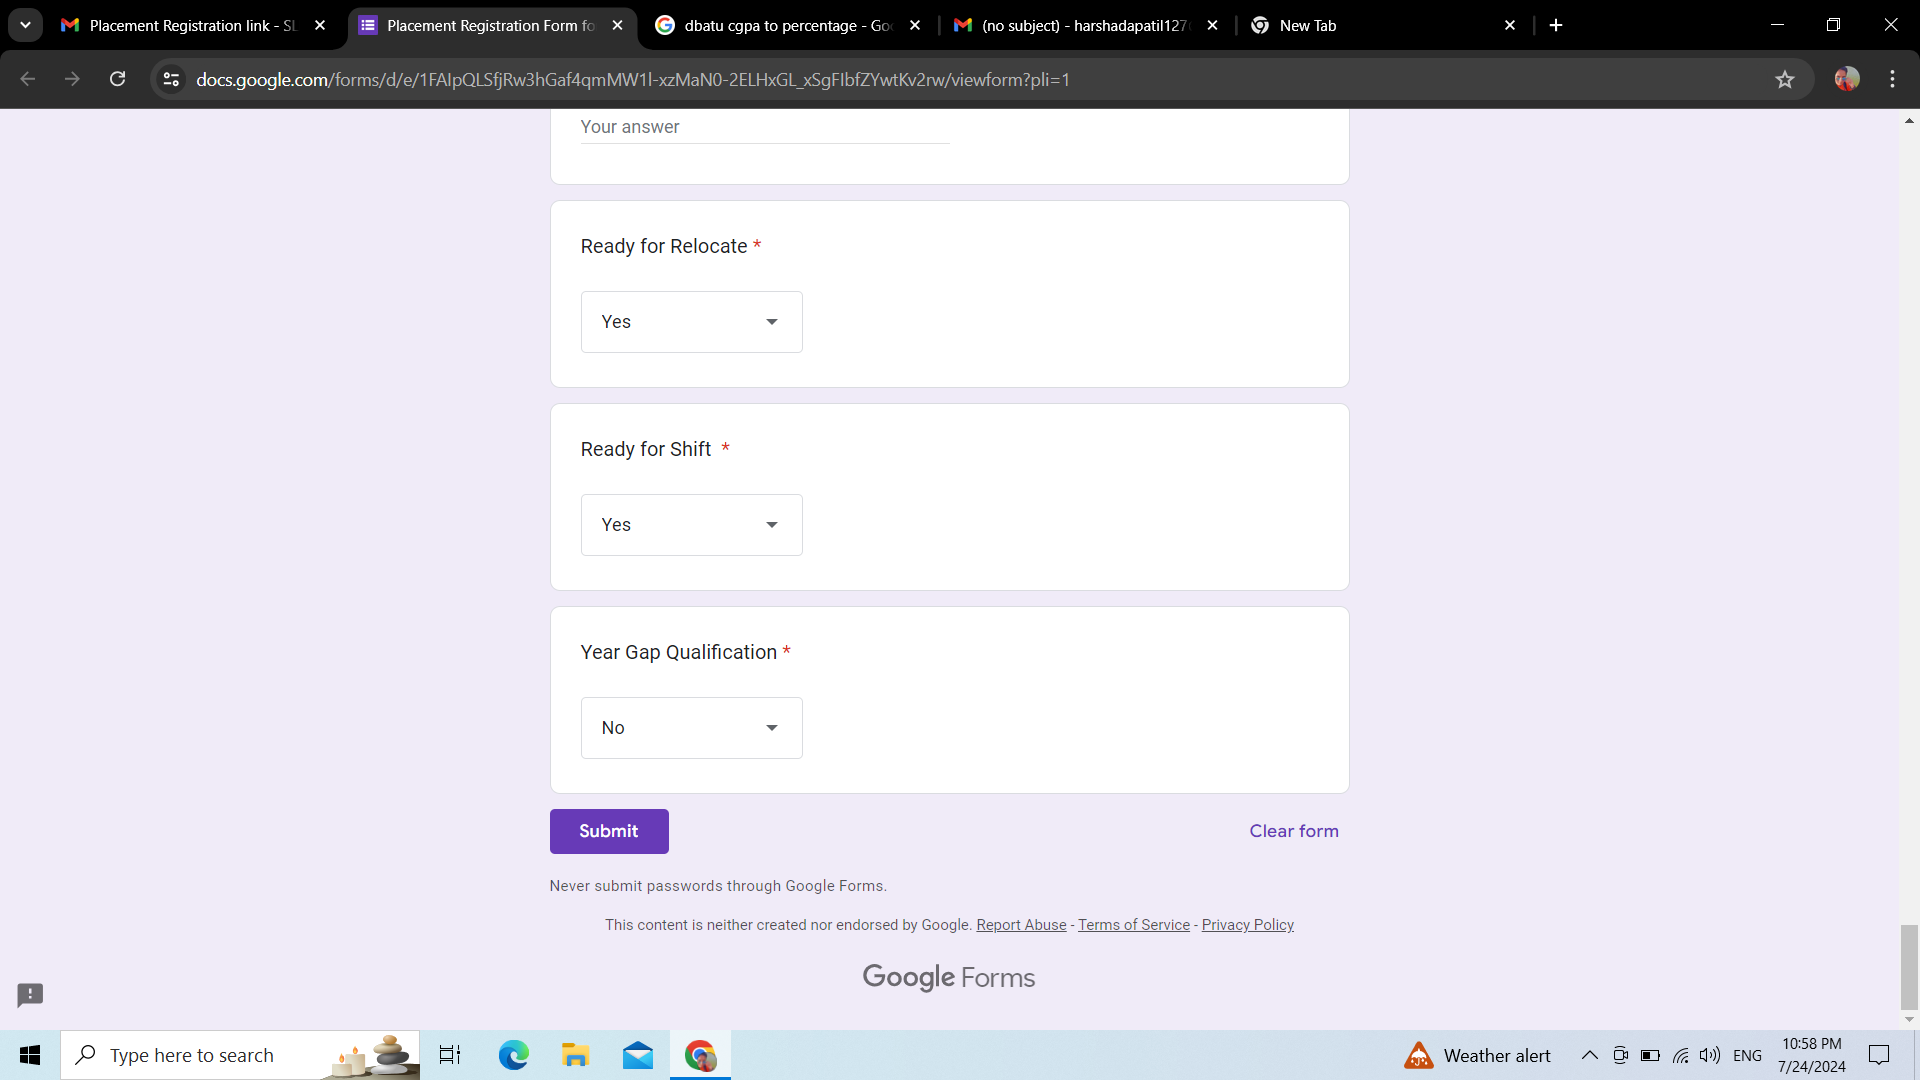 Placement Registration link - SL
Placement Registration Form fo
dbatu cgpa to percentage - Goo
(no subject) - harshadapatil127
New Tab
docs.google.com/forms/d/e/1FAIpQLSfjRw3hGaf4qmMW1l-xzMaN0-2ELHxGL_xSgFIbfZYwtKv2rw/viewform?pli=1
Your answer
Ready for Relocate *
Yes
Ready for Shift *
Yes
Year Gap Qualification *
No
Submit
Clear form
Never submit passwords through Google Forms.
This content is neither created nor endorsed by Google. Report Abuse - Terms of Service - Privacy Policy
Google Forms
Type here to search
Weather alert
ENG
10:58 PM
7/24/2024